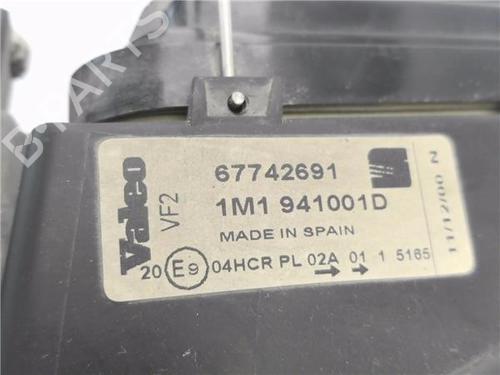 B-PARTS
Valeo
VF2
67742691
1M1 941001D
MADE IN SPAIN
20 E9 04HCR PL 02A 01 1 5165
11/12/00 N